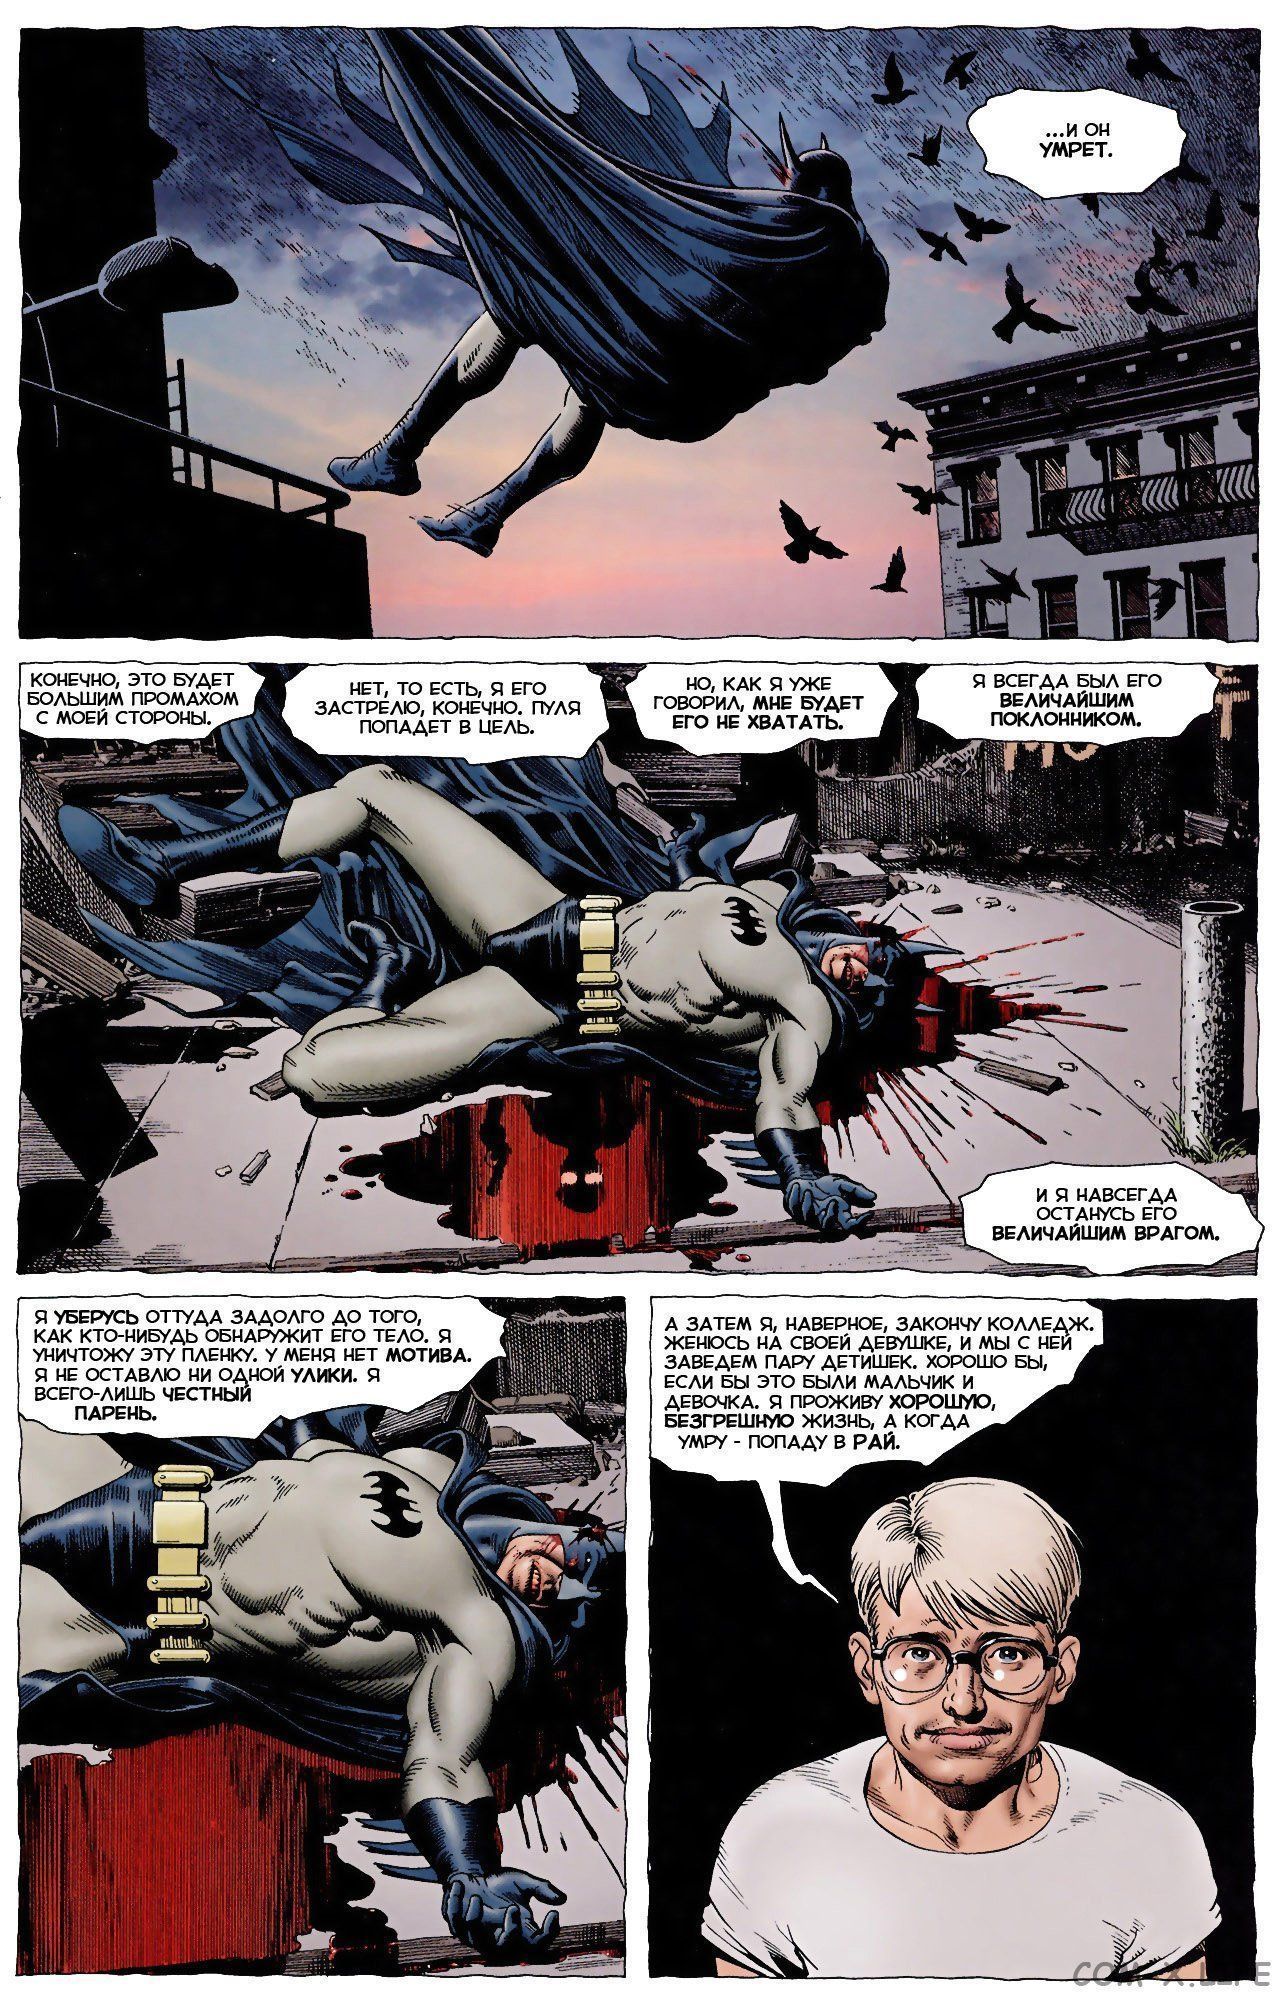 ...И ОН
УМРЕТ.
КОНЕЧНО, ЭТО БУДЕТ
БОЛЬШИМ ПРОМАХОМ
С МОЕЙ СТОРОНЫ.
НЕТ, ТО ЕСТЬ, Я ЕГО
ЗАСТРЕЛЮ, КОНЕЧНО. ПУЛЯ
ПОПАДЕТ В ЦЕЛЬ.
НО, КАК Я УЖЕ
ГОВОРИЛ, МНЕ БУДЕТ
ЕГО НЕ ХВАТАТЬ.
Я ВСЕГДА БЫЛ ЕГО
ВЕЛИЧАЙШИМ
ПОКЛОННИКОМ.
И Я НАВСЕГДА
ОСТАНУСЬ ЕГО
ВЕЛИЧАЙШИМ ВРАГОМ.
Я УБЕРУСЬ ОТТУДА ЗАДОЛГО ДО ТОГО,
КАК КТО-НИБУДЬ ОБНАРУЖИТ ЕГО ТЕЛО. Я
УНИЧТОЖУ ЭТУ ПЛЕНКУ. У МЕНЯ НЕТ МОТИВА.
Я НЕ ОСТАВЛЮ НИ ОДНОЙ УЛИКИ. Я
ВСЕГО-ЛИШЬ ЧЕСТНЫЙ
ПАРЕНЬ.
А ЗАТЕМ Я, НАВЕРНОЕ, ЗАКОНЧУ КОЛЛЕДЖ.
ЖЕНЮСЬ НА СВОЕЙ ДЕВУШКЕ, И МЫ С НЕЙ
ЗАВЕДЕМ ПАРУ ДЕТИШЕК. ХОРОШО БЫ,
ЕСЛИ БЫ ЭТО БЫЛИ МАЛЬЧИК И
ДЕВОЧКА. Я ПРОЖИВУ ХОРОШУЮ,
БЕЗГРЕШНУЮ ЖИЗНЬ, А КОГДА
УМРУ - ПОПАДУ В РАЙ.
COM-X.LIFE